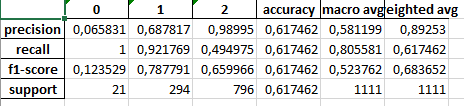 0 1 2 accuracy macro avg eighted avg
precision 0,065831 0,687817 0,98995 0,617462 0,581199 0,89253
recall 1 0,921769 0,494975 0,617462 0,805581 0,617462
f1-score 0,123529 0,787791 0,659966 0,617462 0,523762 0,683652
support 21 294 796 0,617462 1111 1111